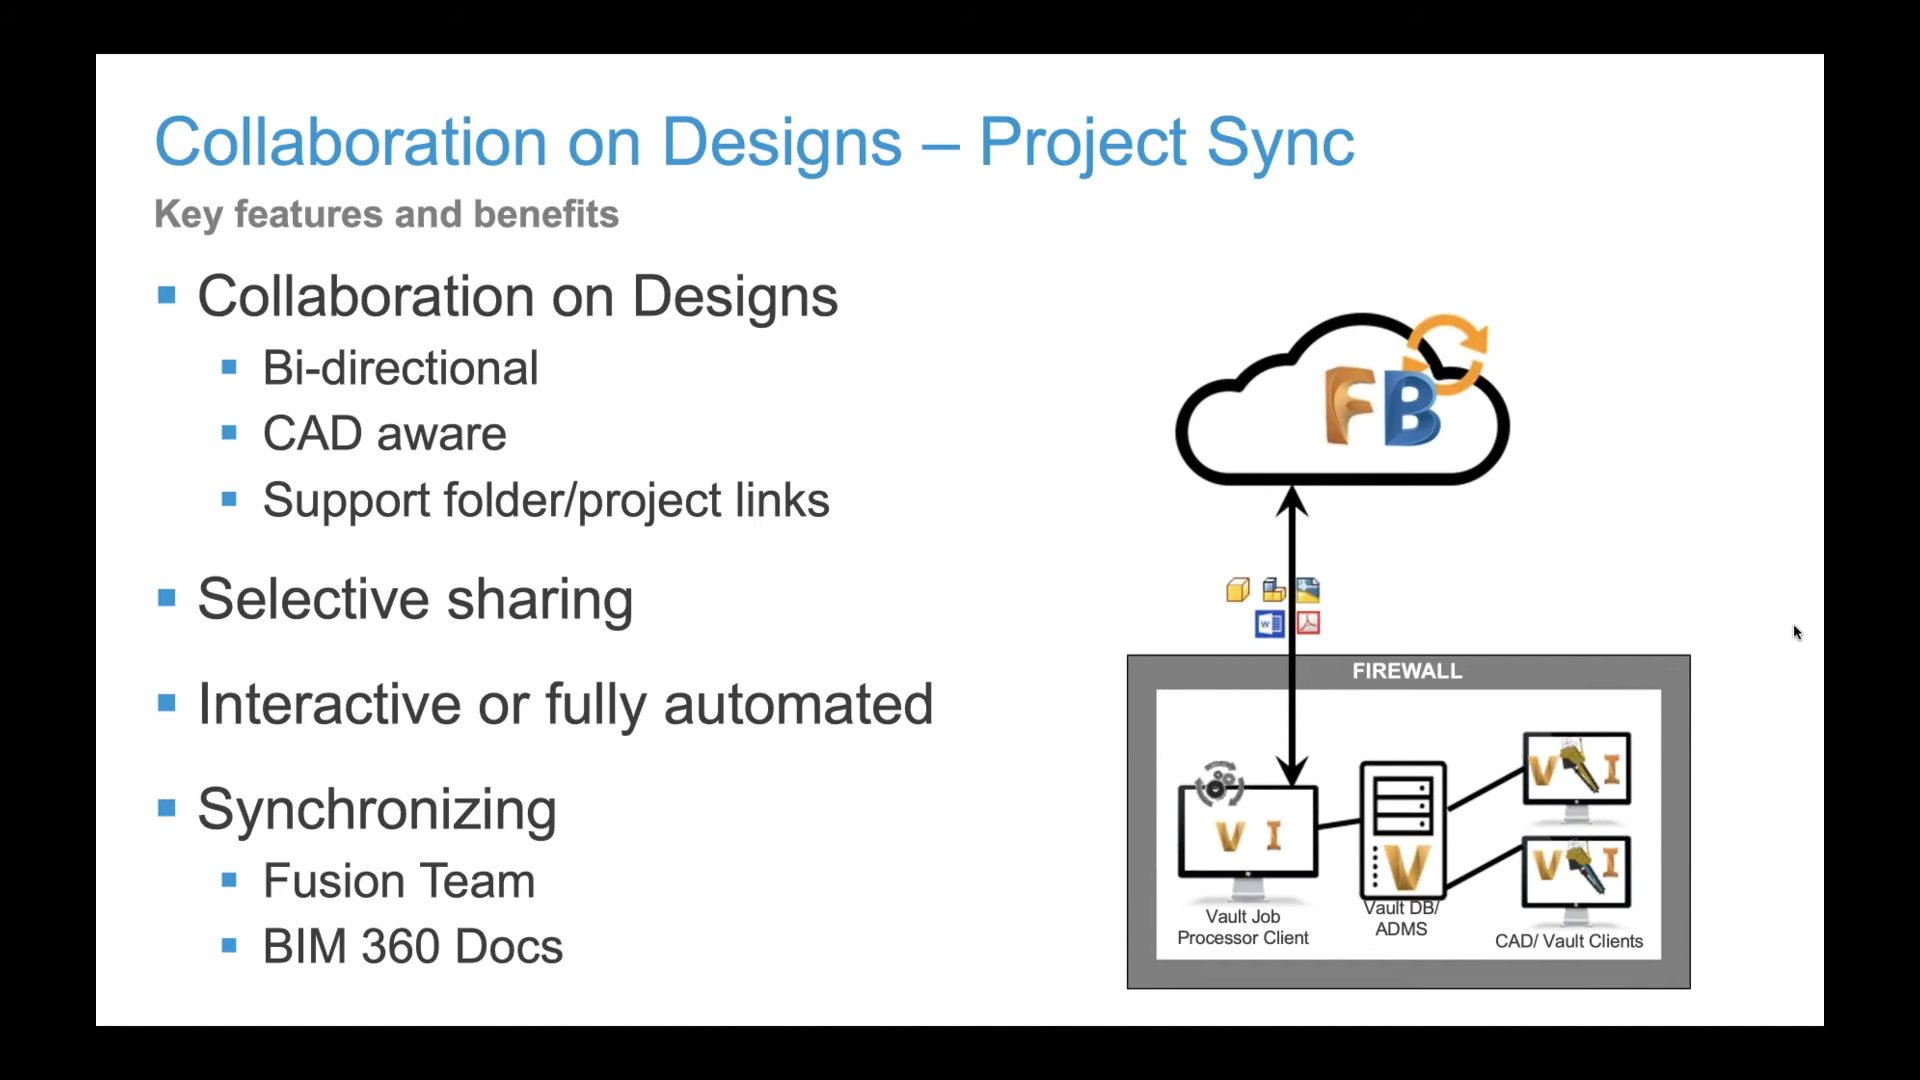 Collaboration on Designs – Project Sync
Key features and benefits
Collaboration on Designs
Bi-directional
CAD aware
Support folder/project links
Selective sharing
Interactive or fully automated
Synchronizing
Fusion Team
BIM 360 Docs
F B
W
FIREWALL
V I
V
V I
V I
Vault Job
Processor Client
Vault DB/
ADMS
CAD/ Vault Clients